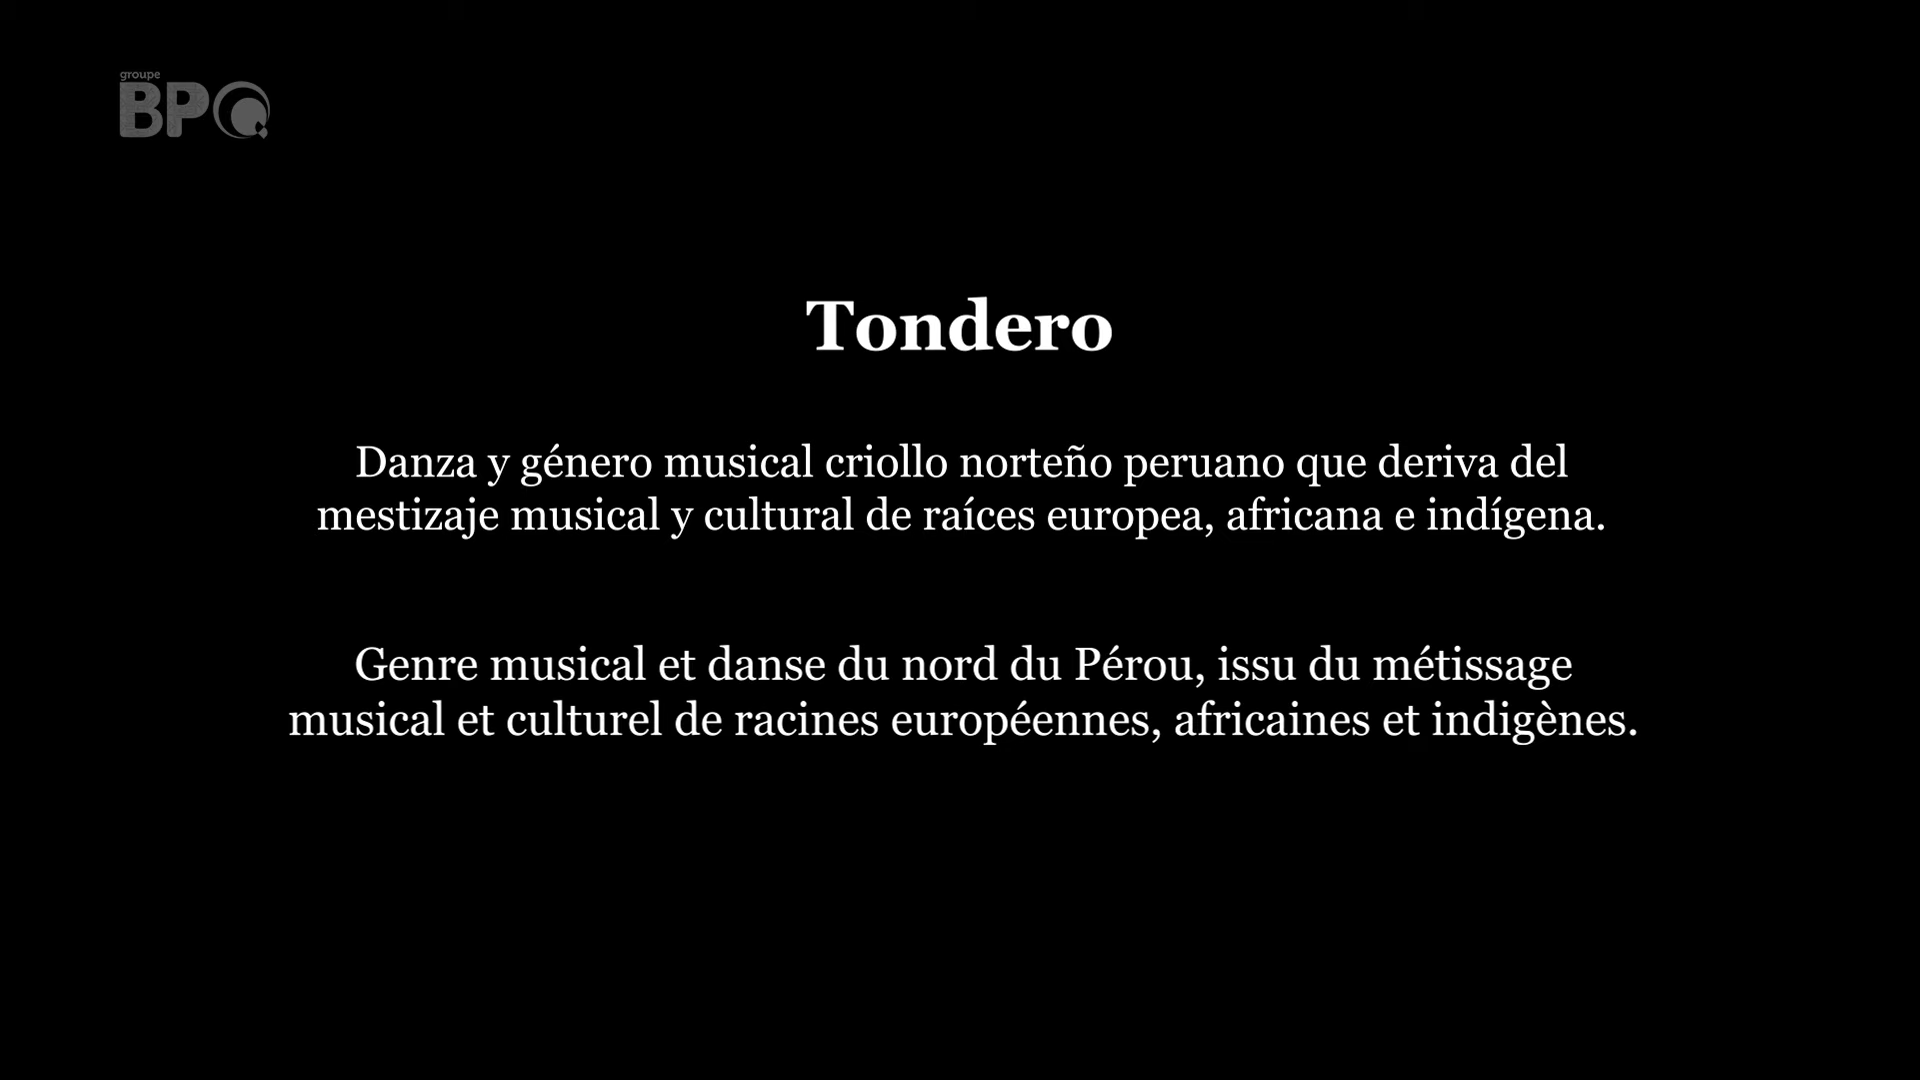 groupe
BPQ
Tondero
Danza y género musical criollo norteño peruano que deriva del
mestizaje musical y cultural de raíces europea, africana e indígena.
Genre musical et danse du nord du Pérou, issu du métissage
musical et culturel de racines européennes, africaines et indigènes.